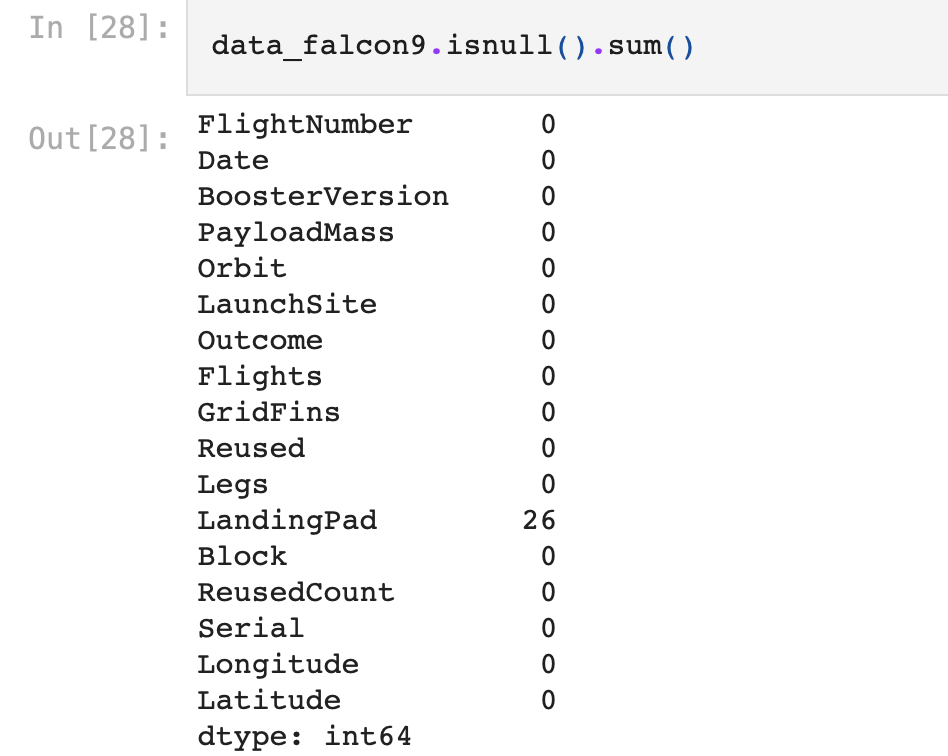 In [28]: data_falcon9.isnull().sum()
Out[28]: FlightNumber 0
Date 0
BoosterVersion 0
PayloadMass 0
Orbit 0
LaunchSite 0
Outcome 0
Flights 0
GridFins 0
Reused 0
Legs 0
LandingPad 26
Block 0
ReusedCount 0
Serial 0
Longitude 0
Latitude 0
dtype: int64